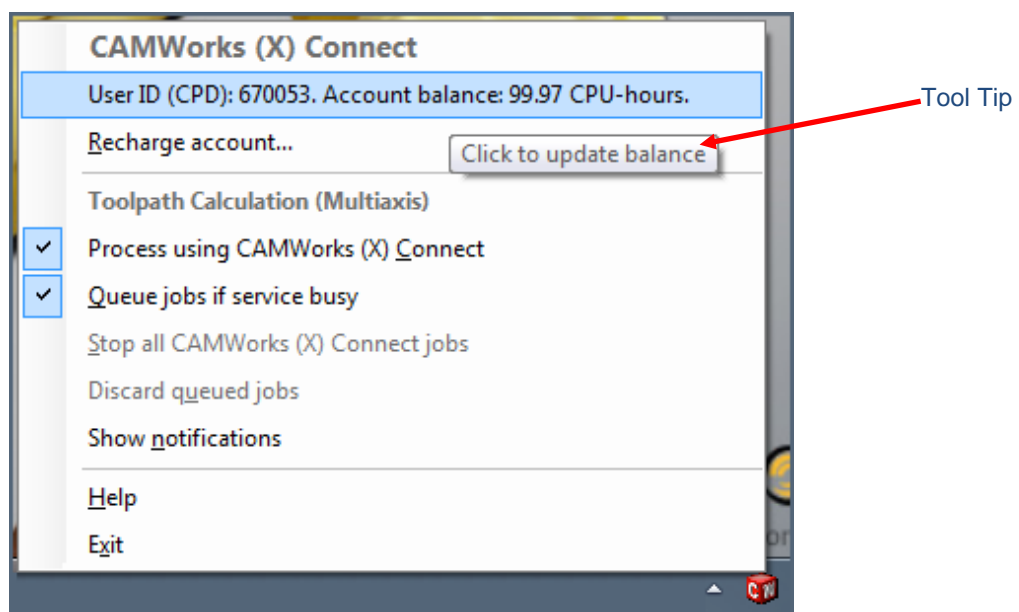 CAMWorks (X) Connect
User ID (CPD): 670053. Account balance: 99.97 CPU-hours.
Tool Tip
Recharge account...
Click to update balance
Toolpath Calculation (Multiaxis)
Process using CAMWorks (X) Connect
Queue jobs if service busy
Stop all CAMWorks (X) Connect jobs
Discard queued jobs
Show notifications
Help
Exit
or
CW